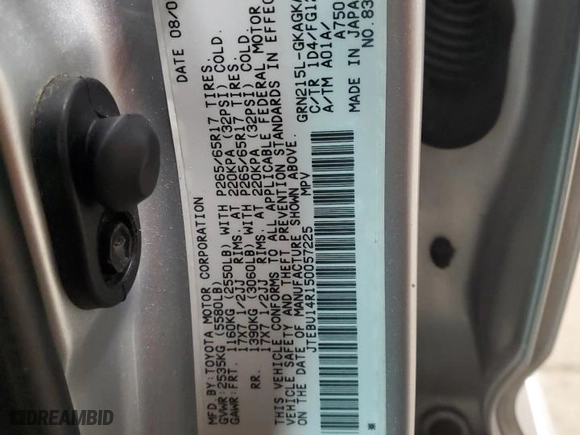 MFD.BY:TOYOTA MOTOR CORPORATION DATE 08/0
GVWR:2535KG (5580LB)
GAWR:FRT. 1160KG (2550LB) WITH P265/65R17 TIRES,
17X7 1/2JJ RIMS, AT 220KPA (32PSI) COLD.
RR. 1390KG (3060LB) WITH P265/65R17 TIRES,
17X7 1/2JJ RIMS, AT 220KPA (32PSI) COLD.
THIS VEHICLE CONFORMS TO ALL APPLICABLE FEDERAL MOTOR
VEHICLE SAFETY AND THEFT PREVENTION STANDARDS IN EFFEC
ON THE DATE OF MANUFACTURE SHOWN ABOVE.
JTEBU14R150057225 MPV
GRN215L-GKAGKA
C/TR 1D4/FG1
A/TM A01A/
A750
MADE IN JAPA
NO.83
DREAMBID